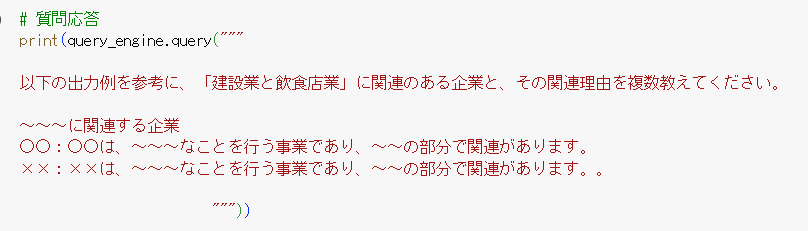 # 質問応答
print(query_engine.query("""
以下の出力例を参考に、「建設業と飲食店業」に関連のある企業と、その関連理由を複数教えてください。
～～～に関連する企業
〇〇：〇〇は、～～～なことを行う事業であり、～～の部分で関連があります。
××：××は、～～～なことを行う事業であり、～～の部分で関連があります。。
"""))